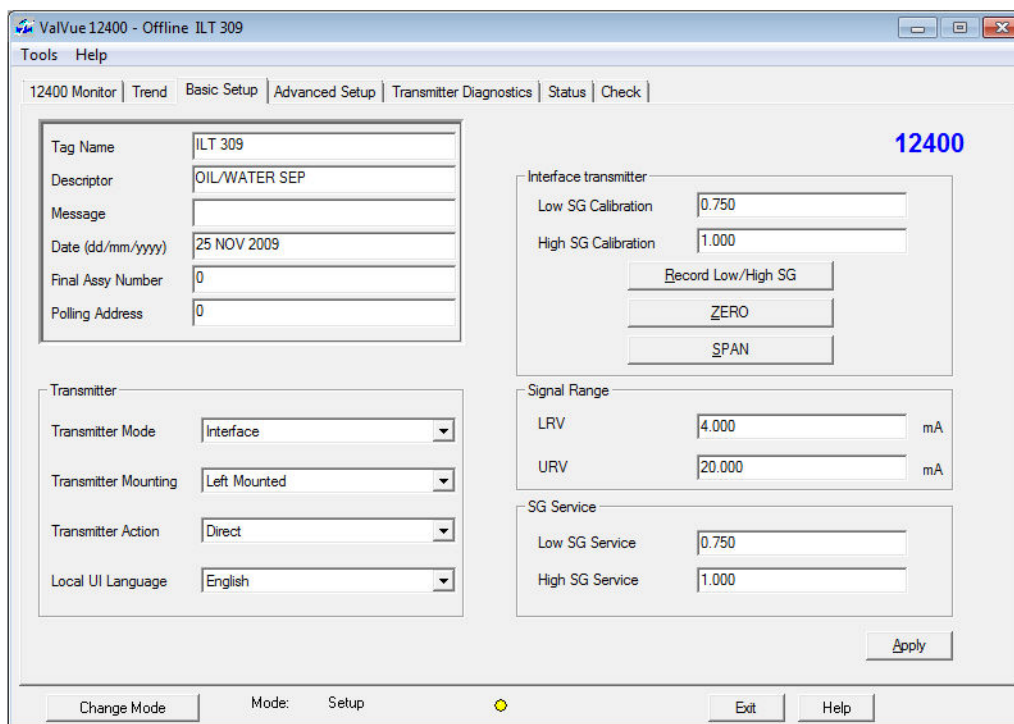 ValVue 12400 - Offline ILT 309
Tools Help
12400 Monitor Trend Basic Setup Advanced Setup Transmitter Diagnostics Status Check
Tag Name ILT 309
Descriptor OIL/WATER SEP
Message
Date (dd/mm/yyyy) 25 NOV 2009
Final Assy Number 0
Polling Address 0
Transmitter
Transmitter Mode Interface
Transmitter Mounting Left Mounted
Transmitter Action Direct
Local UI Language English
12400
Interface transmitter
Low SG Calibration 0.750
High SG Calibration 1.000
Record Low/High SG
ZERO
SPAN
Signal Range
LRV 4.000 mA
URV 20.000 mA
SG Service
Low SG Service 0.750
High SG Service 1.000
Apply
Change Mode Mode: Setup Exit Help